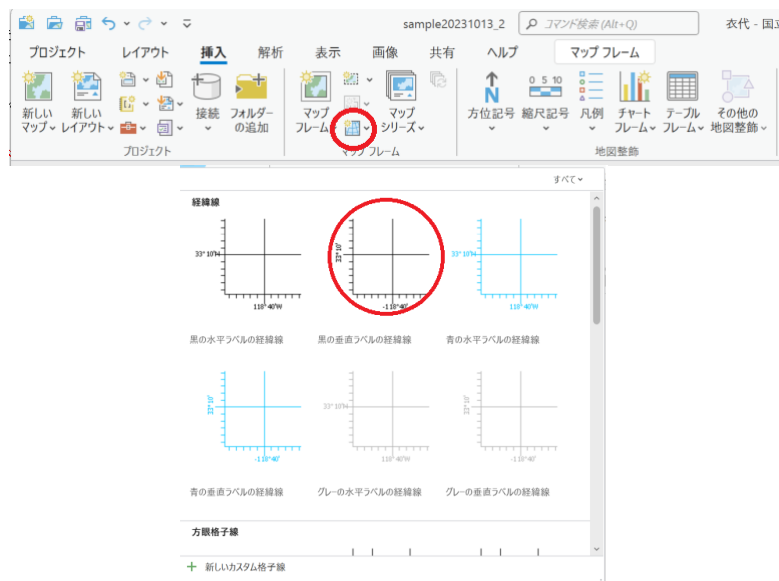 sample20231013_2
コマンド検索 (Alt+Q)
衣代 - 国立
プロジェクト レイアウト 挿入 解析 表示 画像 共有 ヘルプ マップ フレーム
新しい マップ
新しい レイアウト
接続
フォルダー の追加
マップ フレーム
マップ シリーズ
N
方位記号
0 5 10
縮尺記号
凡例
チャート フレーム
テーブル フレーム
その他の 地図整飾
プロジェクト
マップ フレーム
地図整飾
すべて
経緯線
33°10'N
118°40'W
33°10'
-118°40'
33°10'N
118°40'W
黒の水平ラベルの経緯線
黒の垂直ラベルの経緯線
青の水平ラベルの経緯線
33°10'
-118°40'
33°10'N
118°40'W
33°10'
-118°40'
青の垂直ラベルの経緯線
グレーの水平ラベルの経緯線
グレーの垂直ラベルの経緯線
方眼格子線
新しいカスタム格子線